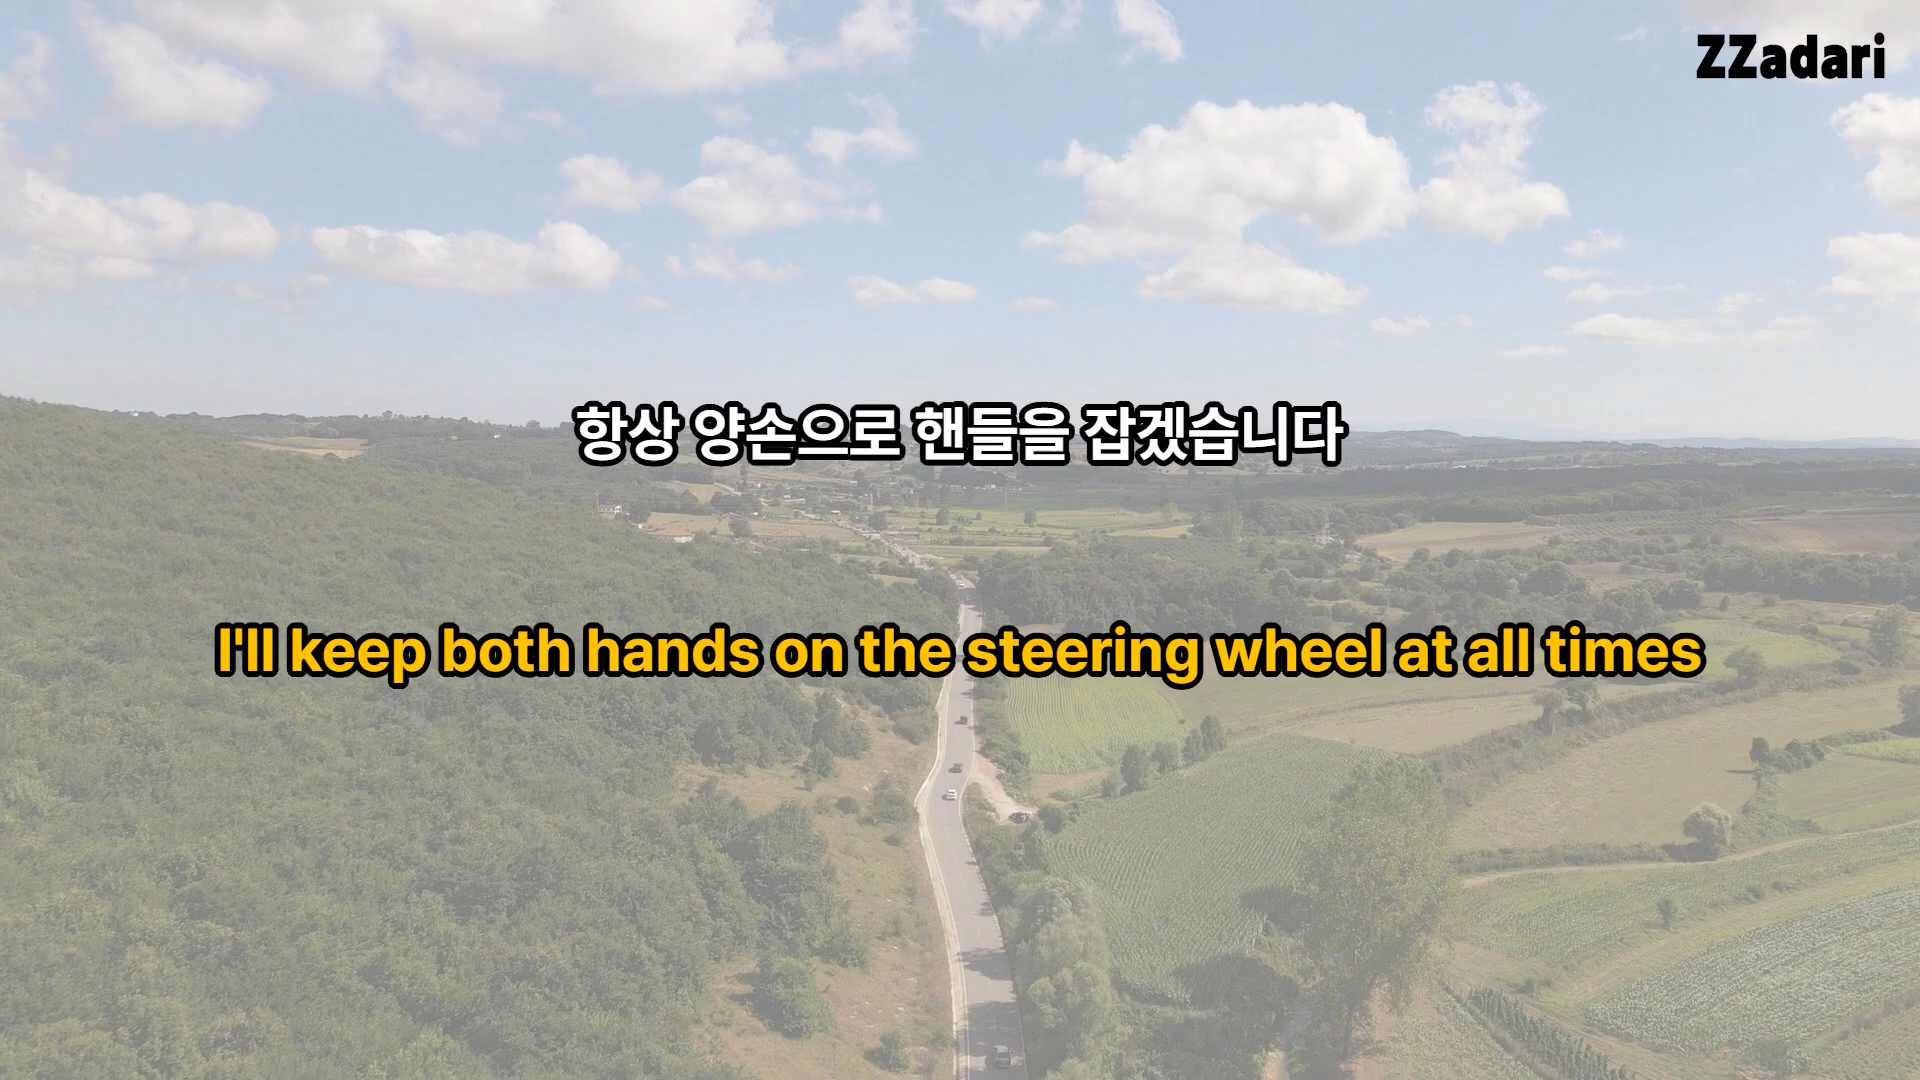 ZZadari
항상 양손으로 핸들을 잡겠습니다
I'll keep both hands on the steering wheel at all times